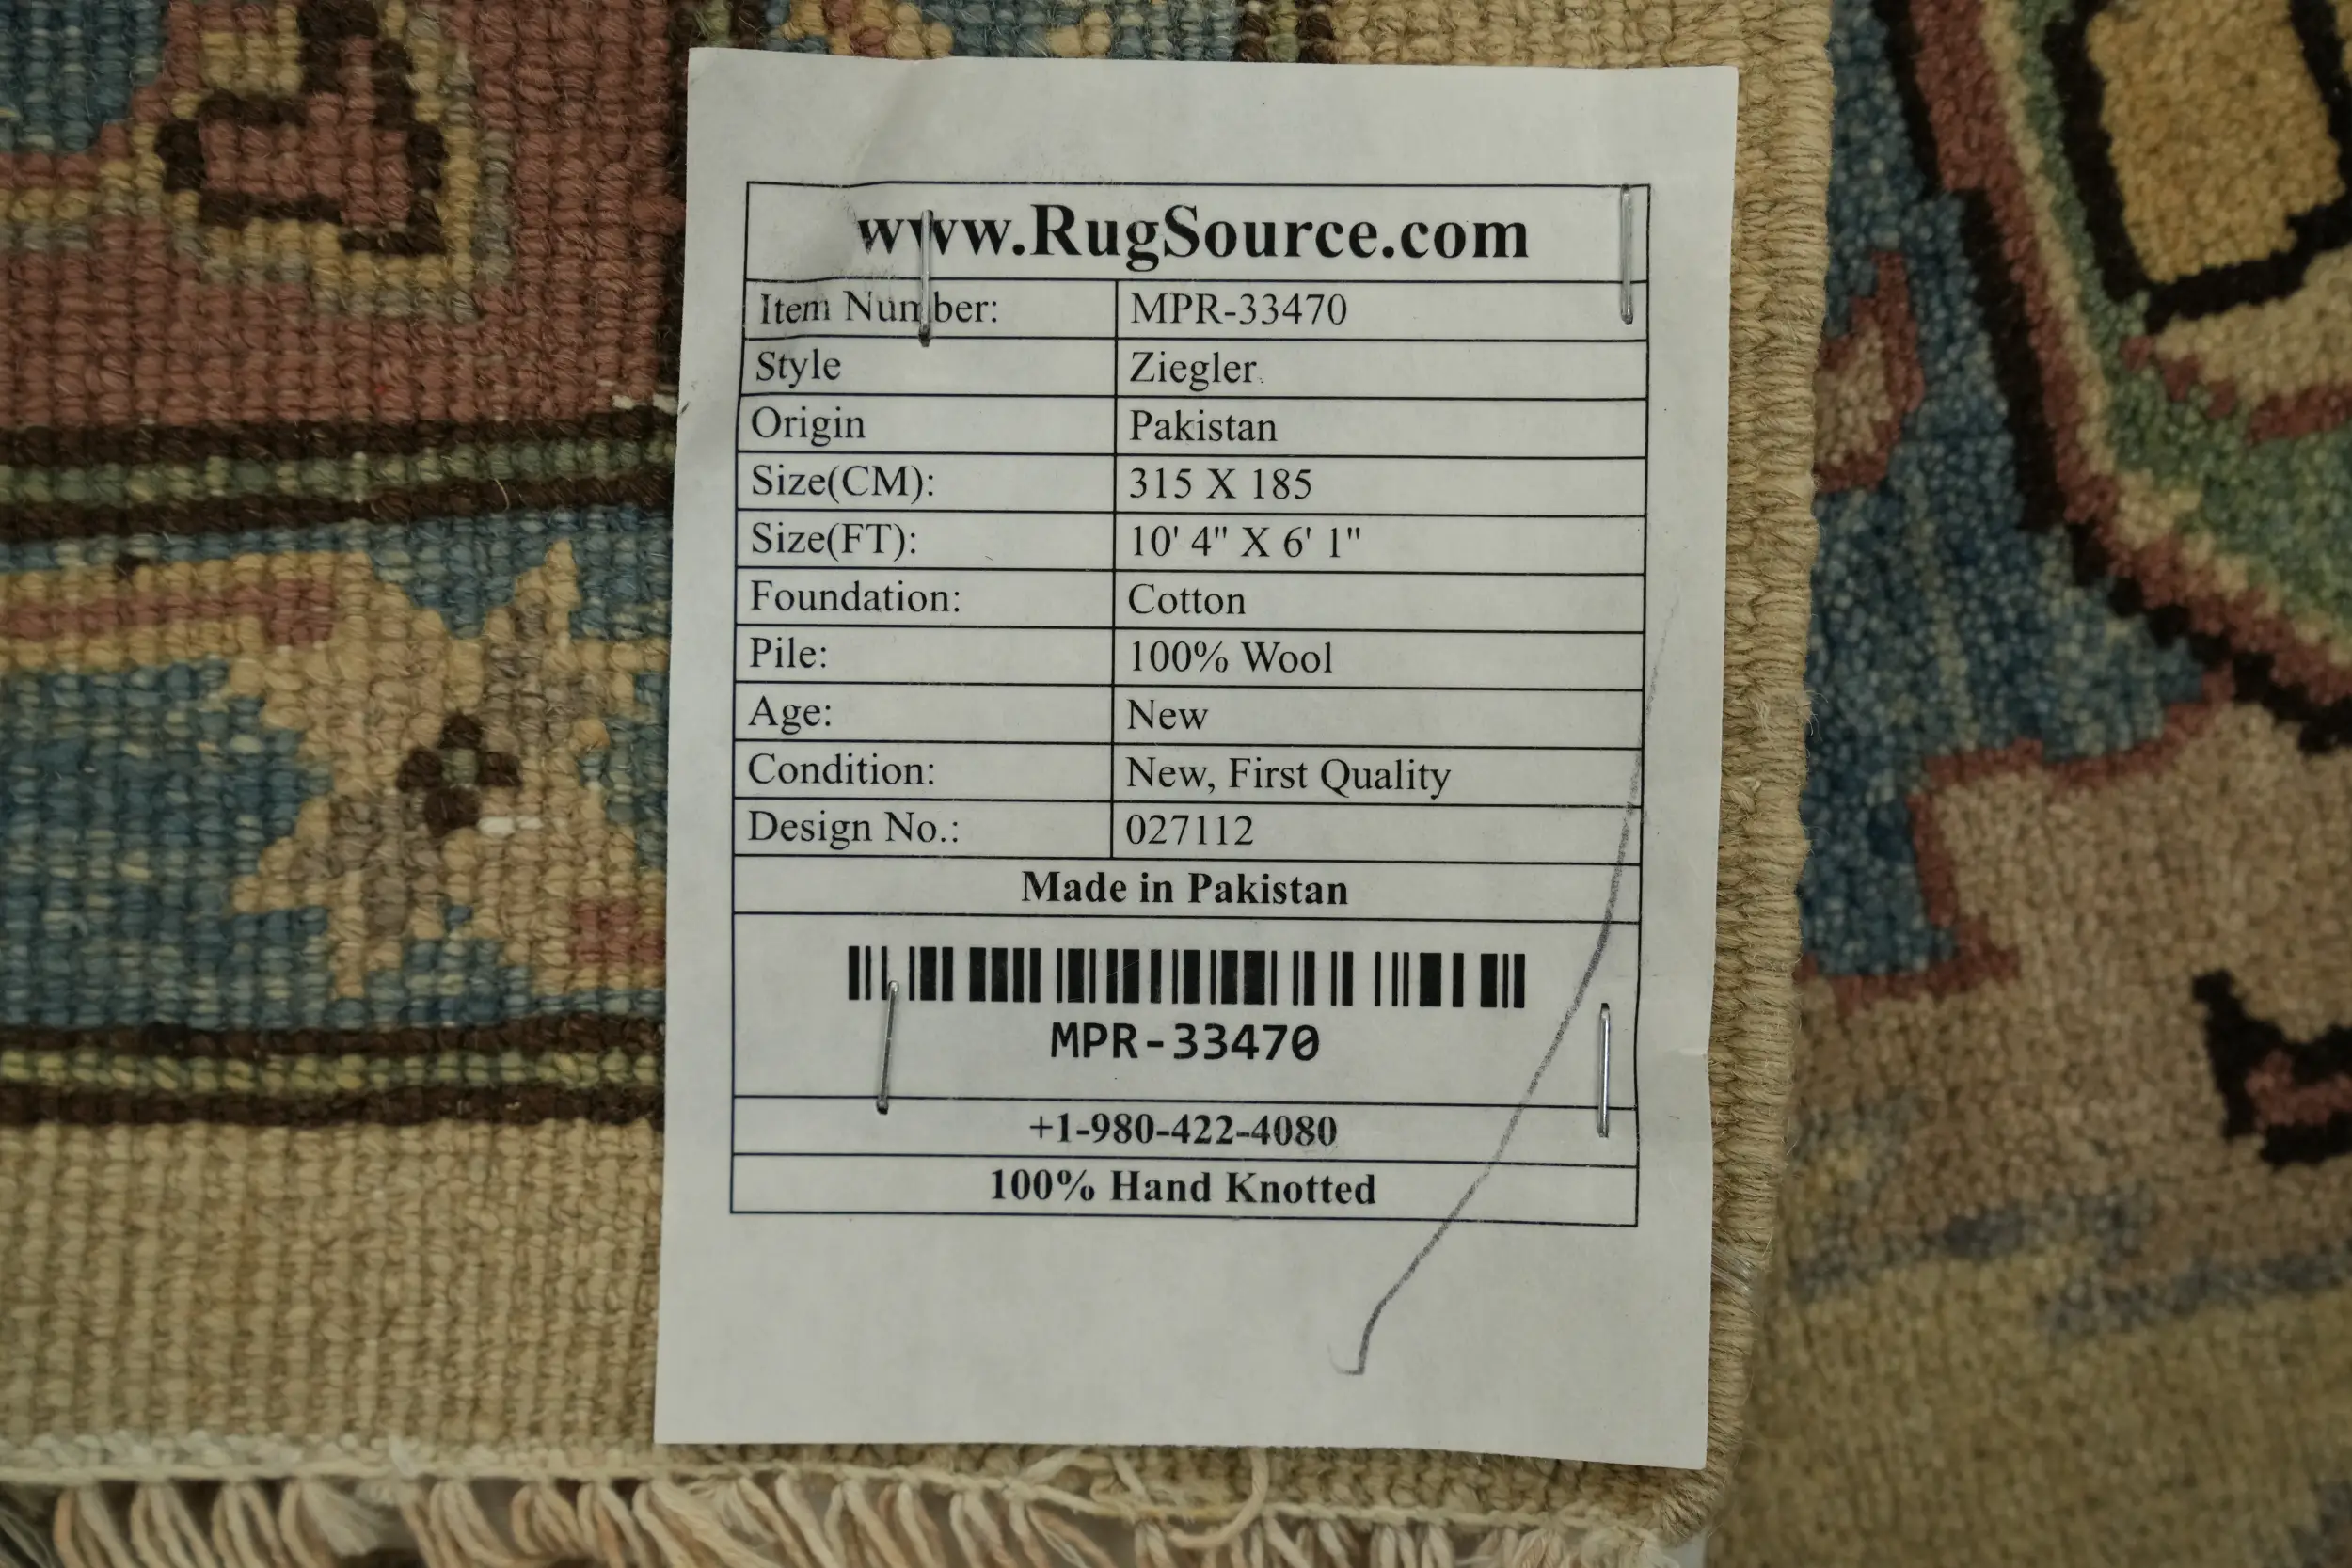 www.RugSource.com
Item Number: MPR-33470
Style Ziegler
Origin Pakistan
Size(CM): 315 X 185
Size(FT): 10' 4" X 6' 1"
Foundation: Cotton
Pile: 100% Wool
Age: New
Condition: New, First Quality
Design No.: 027112
Made in Pakistan
MPR-33470
+1-980-422-4080
100% Hand Knotted